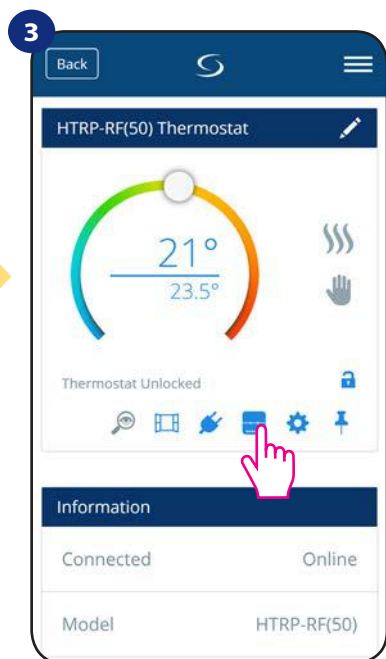 3
Back
HTRP-RF(50) Thermostat
21°
23.5°
Thermostat Unlocked
Information
Connected Online
Model HTRP-RF(50)